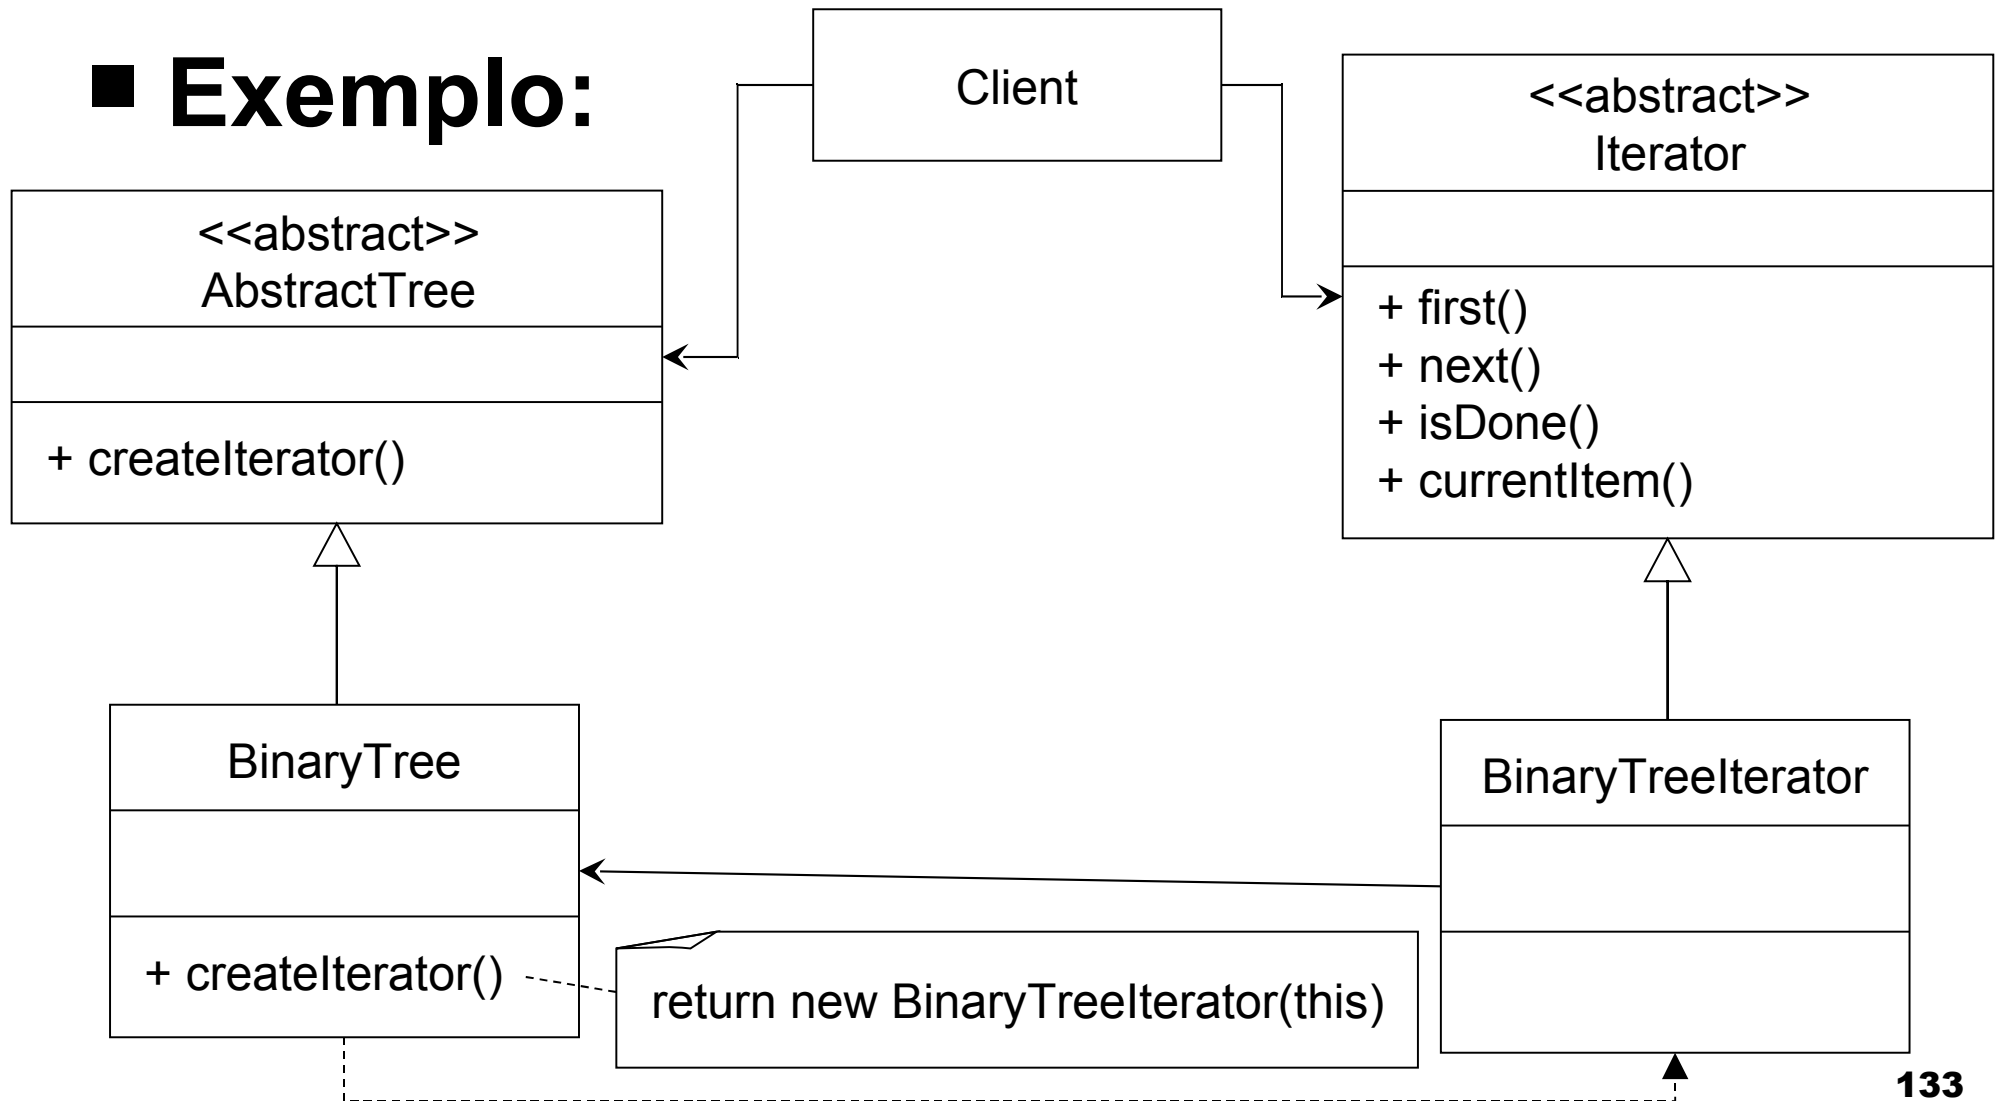 ■ Exemplo:
Client
<<abstract>>
Iterator
+ first()
+ next()
+ isDone()
+ currentItem()
<<abstract>>
AbstractTree
+ createIterator()
BinaryTree
+ createIterator()
return new BinaryTreeIterator(this)
BinaryTreeIterator
133